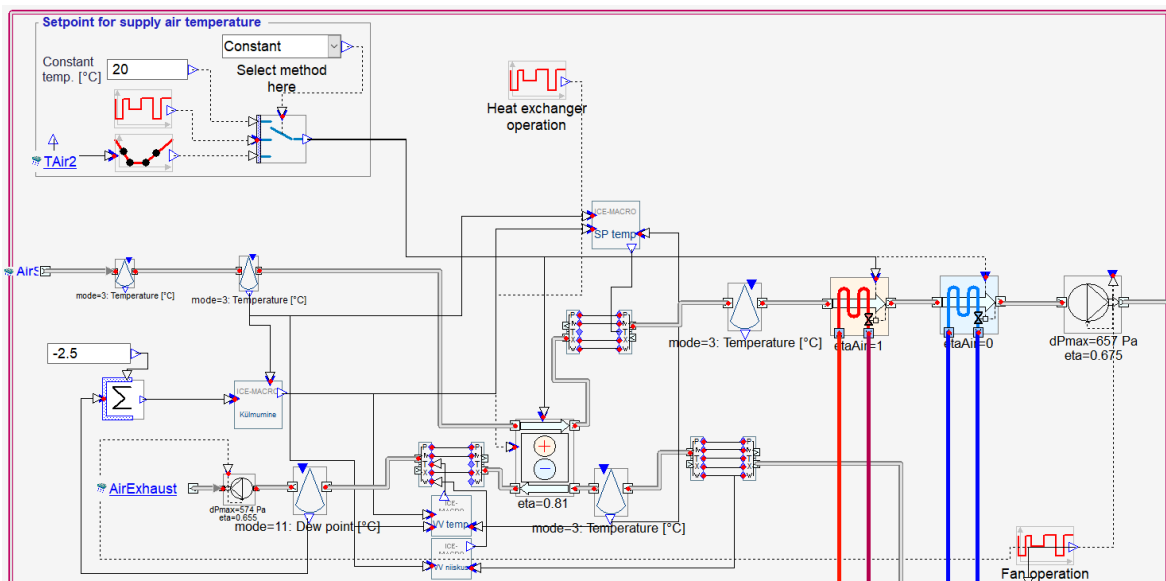 Setpoint for supply air temperature
Constant
Constant
temp. [°C]
20
Select method
here
TAir2
Heat exchanger
operation
ICE-MACRO
SP temp
AirS
mode=3: Temperature [°C]
mode=3: Temperature [°C]
mode=3: Temperature [°C]
etaAir=1
etaAir=0
dPmax=657 Pa
eta=0.675
-2.5
Σ
ICE-MACRO
Külmumine
P
M
T
X
AirExhaust
dPmax=574 Pa
eta=0.655
mode=11: Dew point [°C]
eta=0.81
mode=3: Temperature [°C]
ICE-
MACRO
VV temp
ICE-
MACRO
VV niiskus
Fan operation